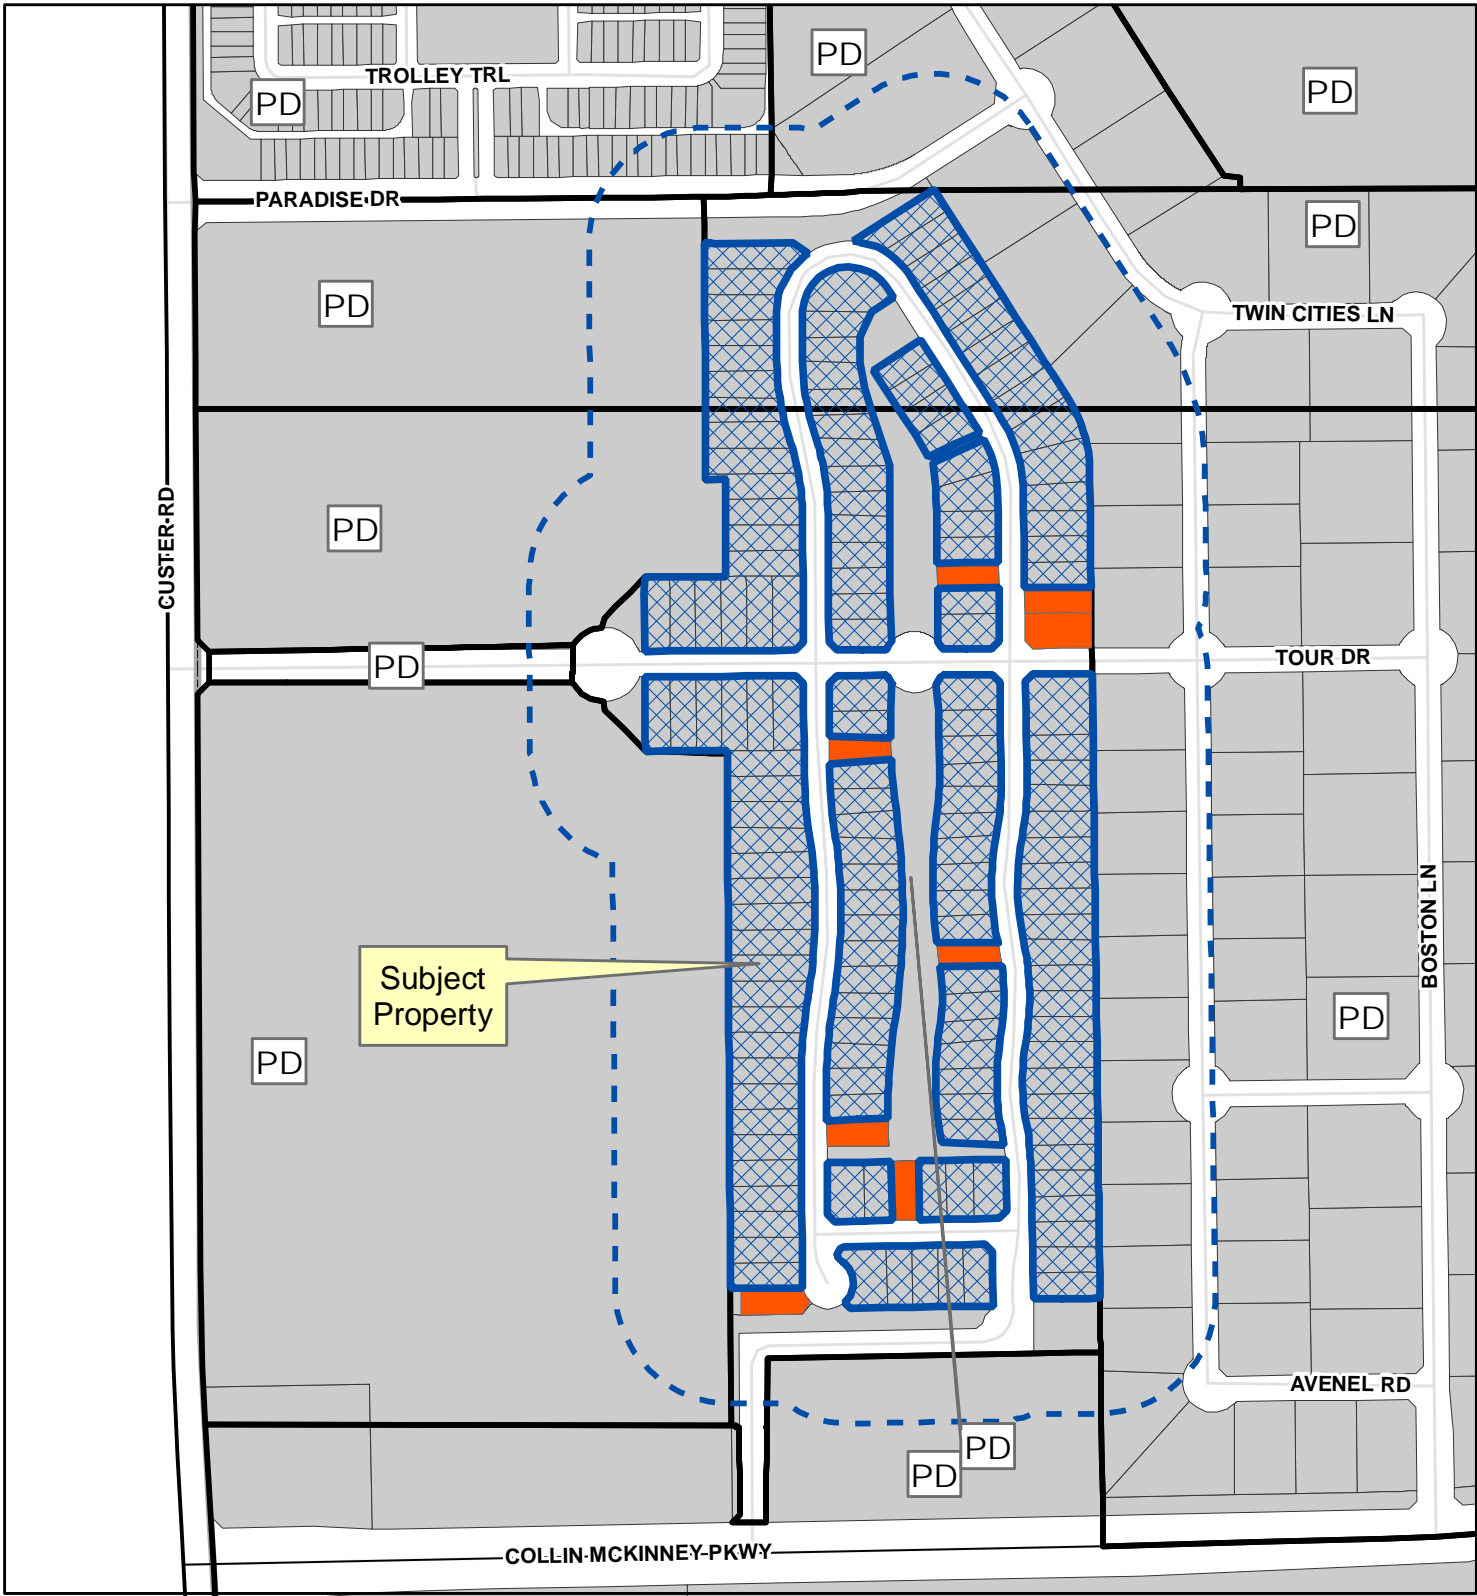 PD
PD
TROLLEY TRL
PD
PD
PARADISE DR
PD
PD
TWIN CITIES LN
CUSTER RD
PD
PD
TOUR DR
BOSTON LN
Subject
Property
PD
PD
AVENEL RD
PD
PD
COLLIN MCKINNEY PKWY